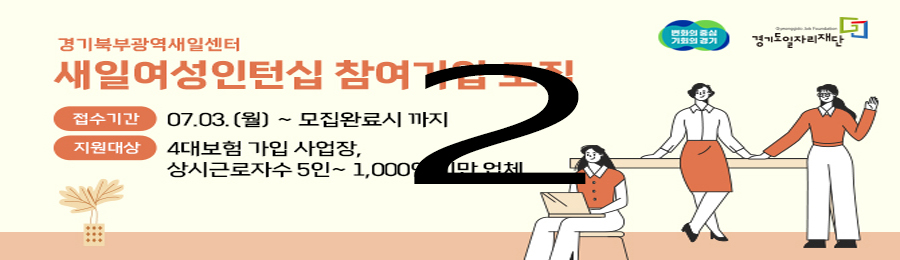 변화의 중심
기회의 경기
Gyeonggido Job Foundation
경기도일자리재단
경기북부광역새일센터
새일여성인턴십 참여기업 모집
2
접수기간 07.03.(월) ~ 모집완료시 까지
지원대상 4대보험 가입 사업장,
상시근로자수 5인~ 1,000 업체